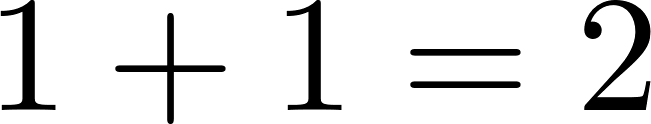 1 + 1 = 2